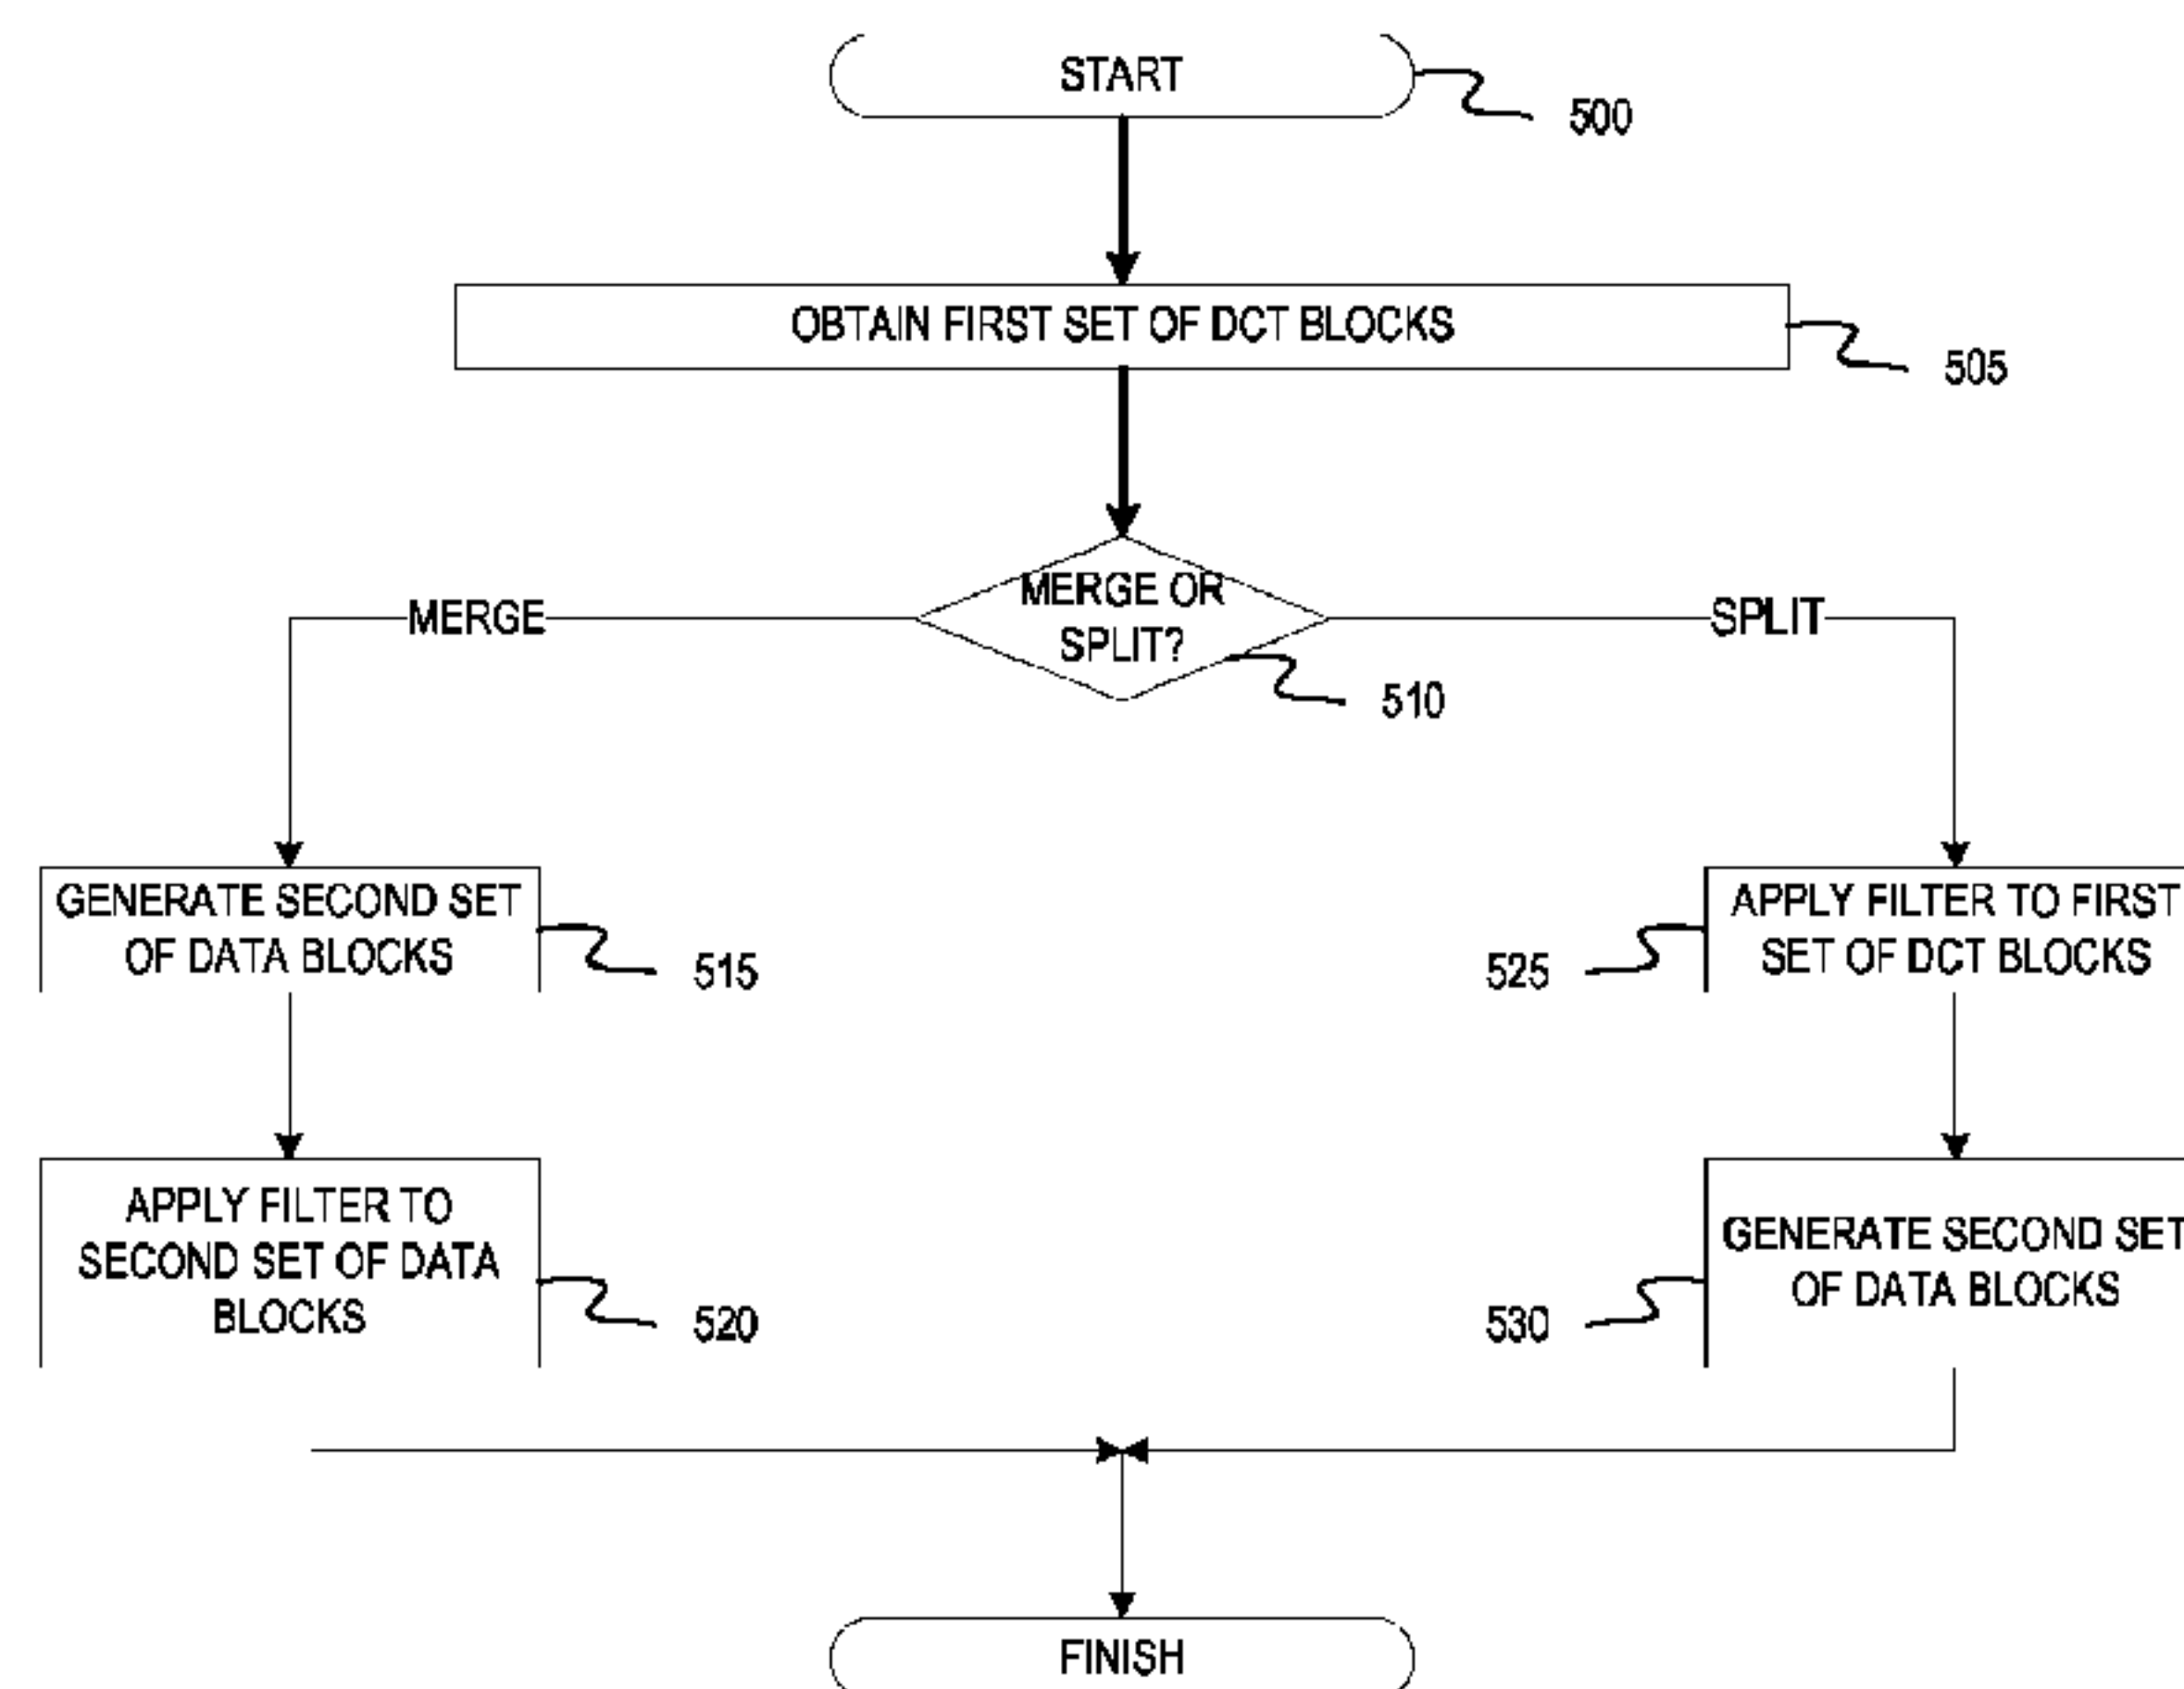 START
500
OBTAIN FIRST SET OF DCT BLOCKS
505
MERGE OR
SPLIT?
MERGE
SPLIT
510
GENERATE SECOND SET
OF DATA BLOCKS
515
APPLY FILTER TO FIRST
SET OF DCT BLOCKS
525
APPLY FILTER TO
SECOND SET OF DATA
BLOCKS
520
GENERATE SECOND SET
OF DATA BLOCKS
530
FINISH